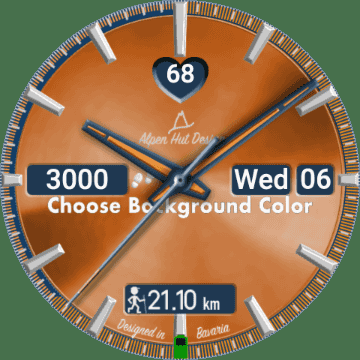 68
Alpen Hut Design
3000
Wed 06
Choose Background Color
21.10 km
Designed in Bavaria